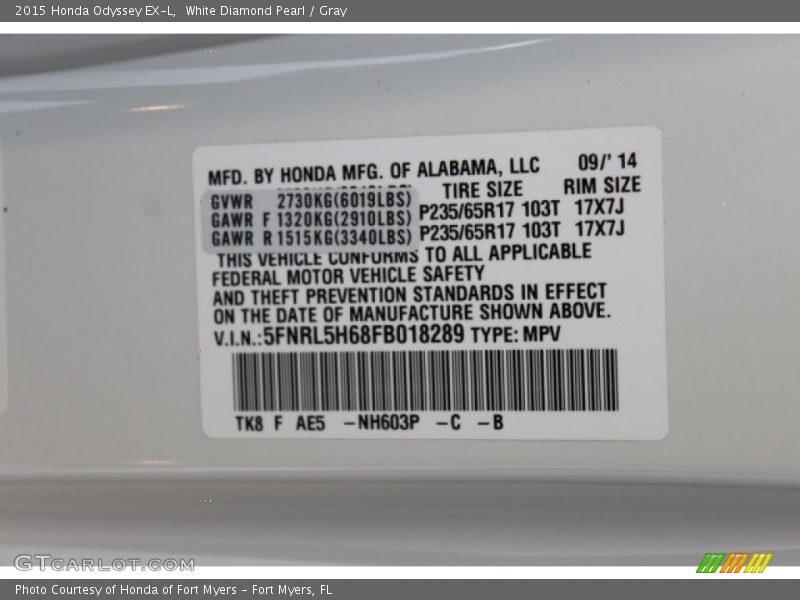 2015 Honda Odyssey EX-L,  White Diamond Pearl / Gray
MFD. BY HONDA MFG. OF ALABAMA, LLC 09/' 14
TIRE SIZE RIM SIZE
GVWR 2730KG(6019LBS)
GAWR F 1320KG(2910LBS) P235/65R17 103T 17X7J
GAWR R 1515KG(3340LBS) P235/65R17 103T 17X7J
THIS VEHICLE CONFORMS TO ALL APPLICABLE
FEDERAL MOTOR VEHICLE SAFETY
AND THEFT PREVENTION STANDARDS IN EFFECT
ON THE DATE OF MANUFACTURE SHOWN ABOVE.
V.I.N.:5FNRL5H68FB018289 TYPE: MPV
TK8 F AE5 -NH603P -C -B
GTCARLOT.COM
Photo Courtesy of Honda of Fort Myers - Fort Myers, FL